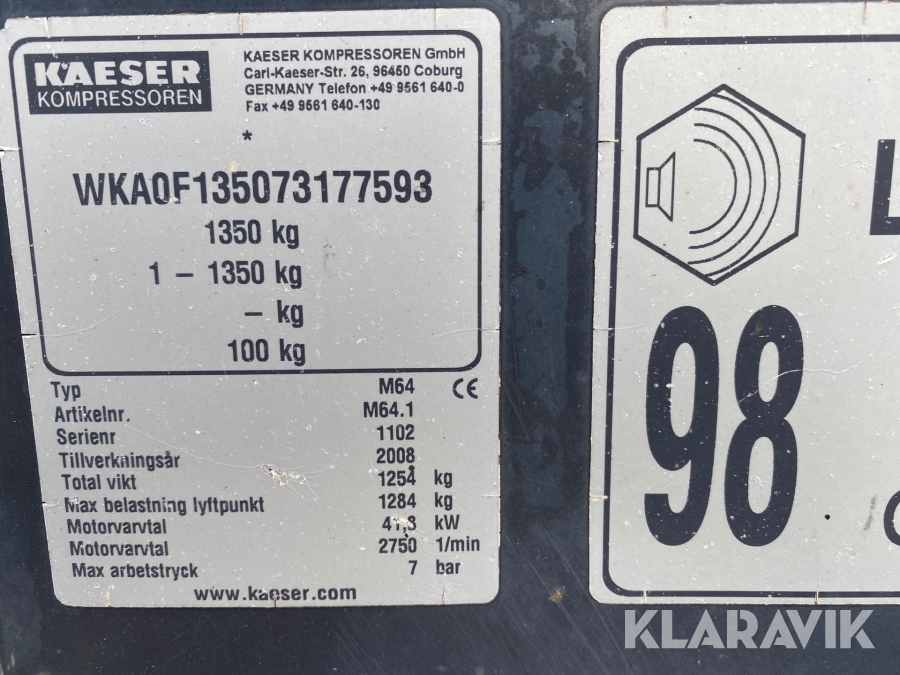 KAESER
KOMPRESSOREN
KAESER KOMPRESSOREN GmbH
Carl-Kaeser-Str. 26, 96450 Coburg
GERMANY Telefon +49 9561 640-0
Fax +49 9561 640-130
*
WKA0F135073177593
1350 kg
1 – 1350 kg
– kg
100 kg
Typ M64 CE
Artikelnr. M64.1
Serienr 1102
Tillverkningsår 2008
Total vikt 1254 kg
Max belastning lyftpunkt 1284 kg
Motorvarvtal 41,8 kW
Motorvarvtal 2750 1/min
Max arbetstryck 7 bar
www.kaeser.com
L
98
KLARAVIK